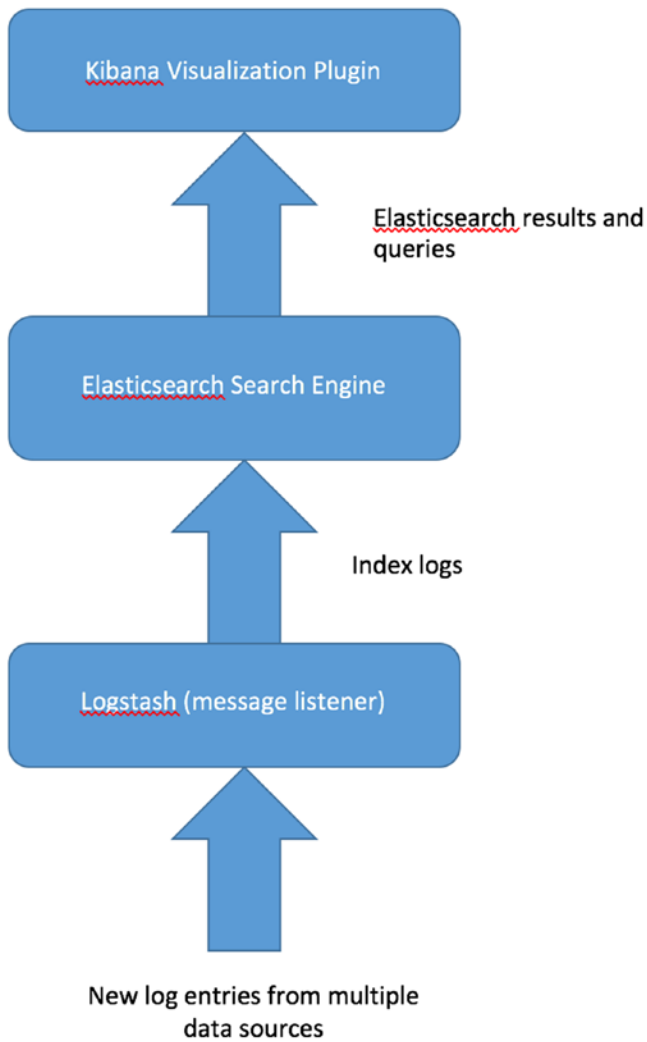 Kibana Visualization Plugin
Elasticsearch results and
queries
Elasticsearch Search Engine
Index logs
Logstash (message listener)
New log entries from multiple
data sources